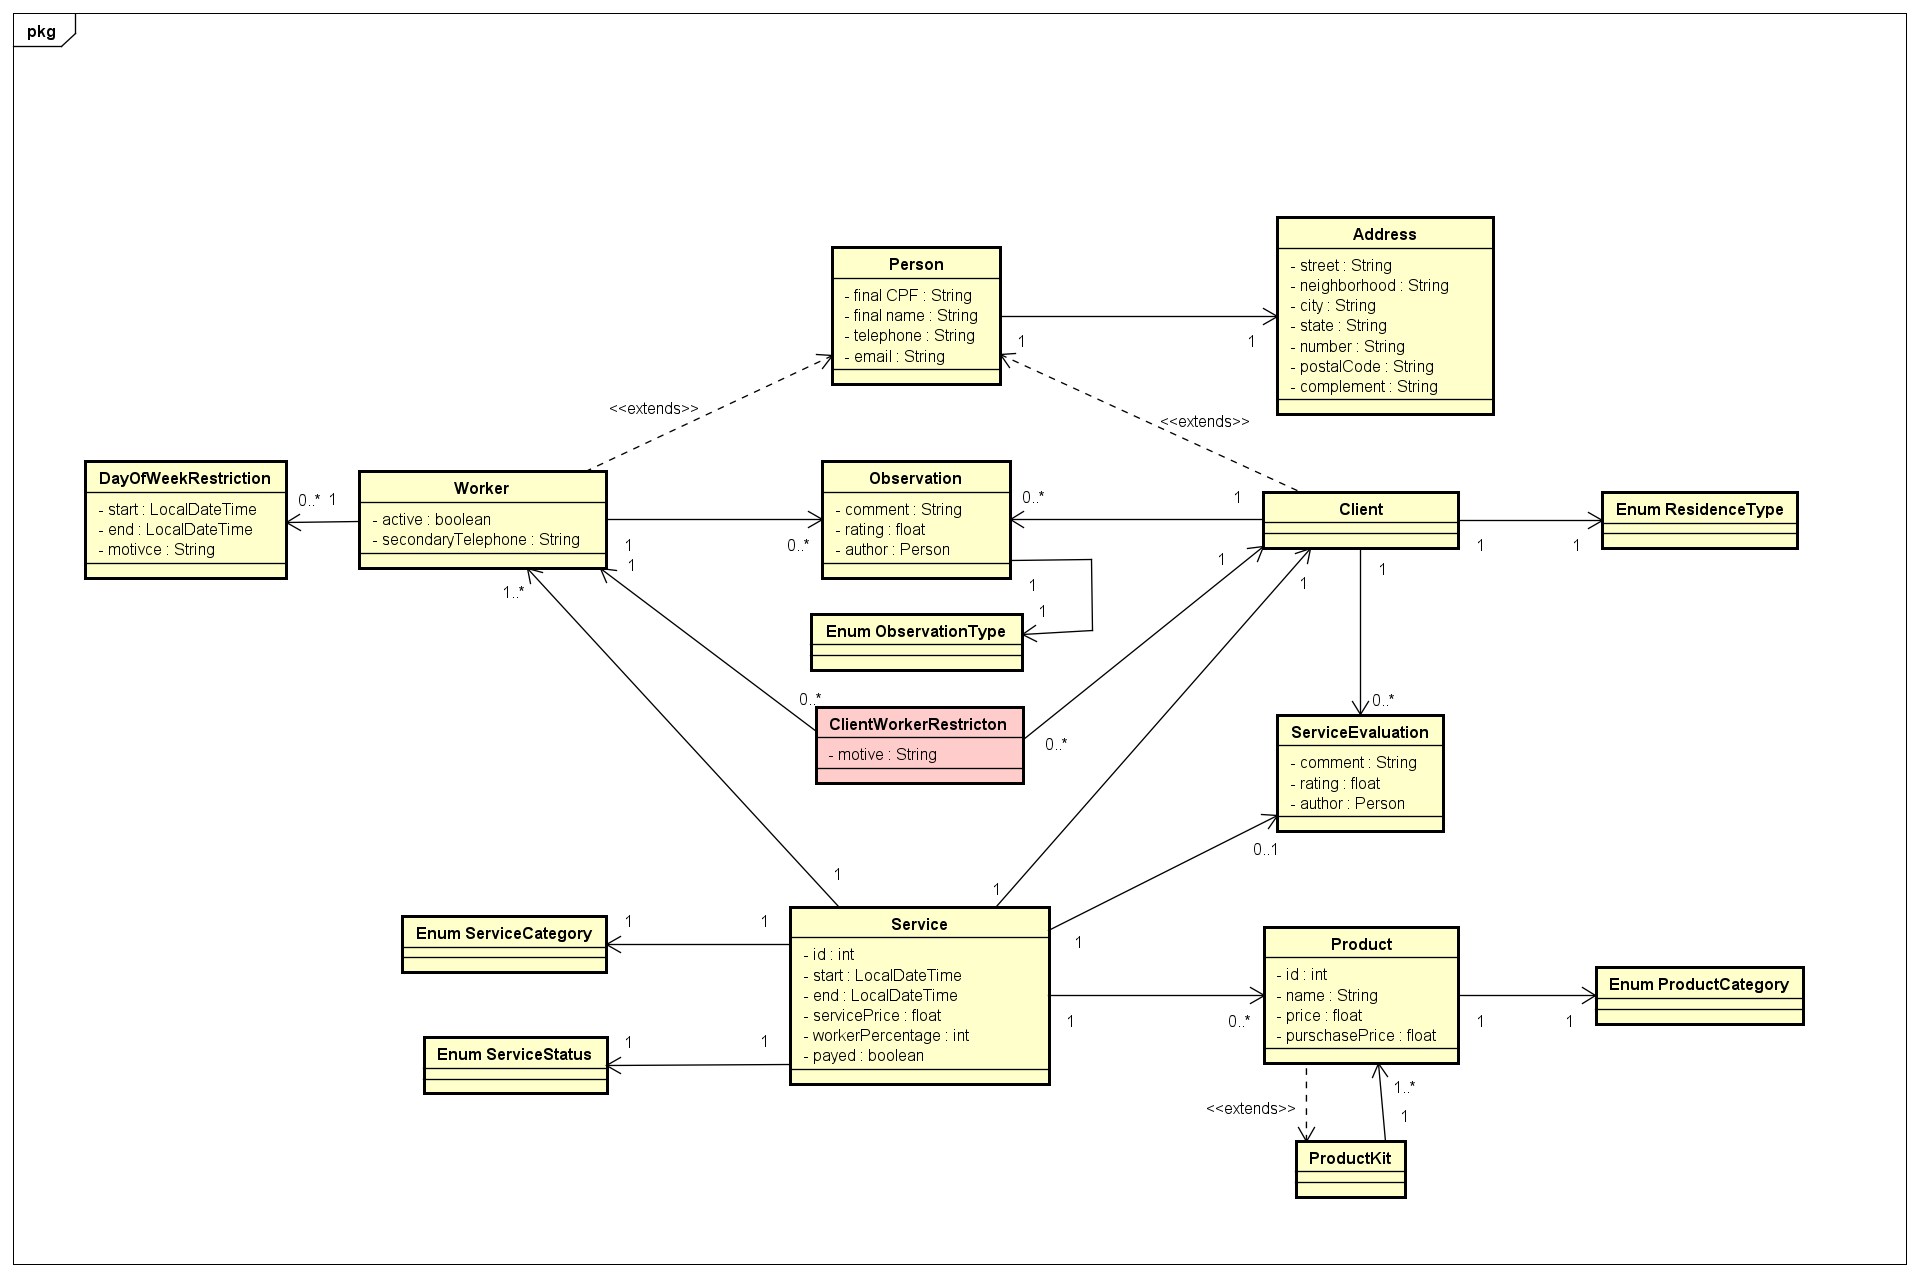 pkg
Address
- street : String
- neighborhood : String
- city : String
- state : String
- number : String
- postalCode : String
- complement : String
Person
- final CPF : String
- final name : String
- telephone : String
- email : String
1
1
<<extends>>
<<extends>>
DayOfWeekRestriction
- start : LocalDateTime
- end : LocalDateTime
- motivce : String
0..*
1
Worker
- active : boolean
- secondaryTelephone : String
Observation
- comment : String
- rating : float
- author : Person
0..*
1
Client
Enum ResidenceType
1
0..*
1
1
1
1
1
1
1
1..*
1
1
Enum ObservationType
0..*
ClientWorkerRestricton
- motive : String
0..*
0..*
ServiceEvaluation
- comment : String
- rating : float
- author : Person
0..1
1
1
1
Enum ServiceCategory
1
1
Service
- id : int
- start : LocalDateTime
- end : LocalDateTime
- servicePrice : float
- workerPercentage : int
- payed : boolean
1
0..*
Product
- id : int
- name : String
- price : float
- purschasePrice : float
Enum ProductCategory
1
1
Enum ServiceStatus
1
1
1..*
1
<<extends>>
ProductKit